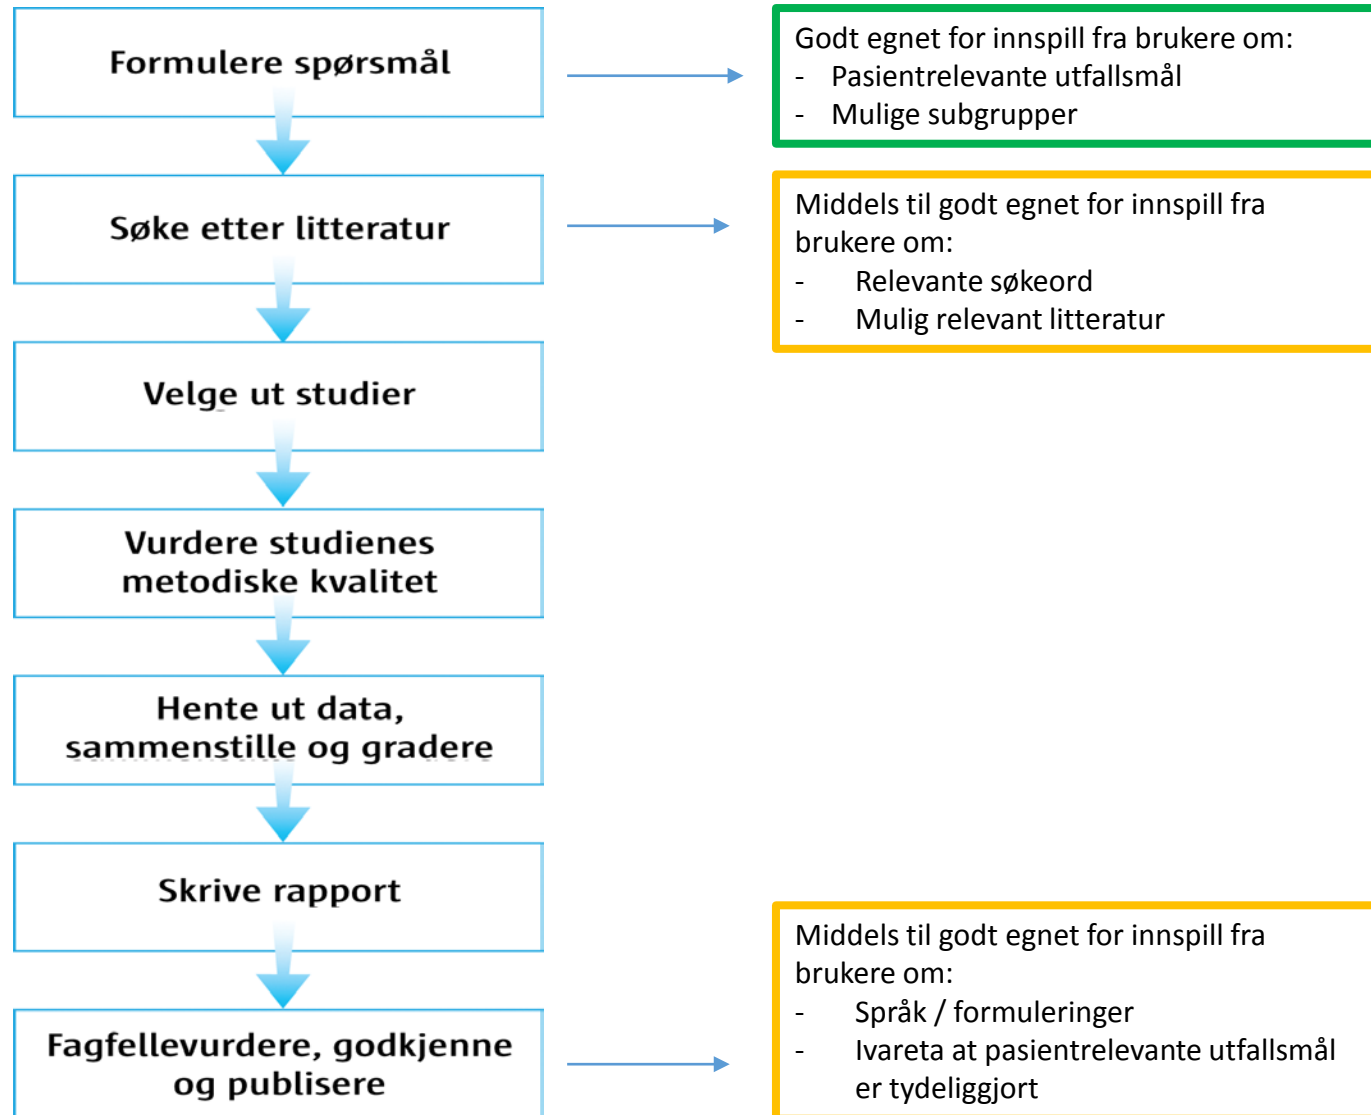 Formulere spørsmål
Godt egnet for innspill fra brukere om:
- Pasientrelevante utfallsmål
- Mulige subgrupper
Søke etter litteratur
Middels til godt egnet for innspill fra
brukere om:
- Relevante søkeord
- Mulig relevant litteratur
Velge ut studier
Vurdere studienes
metodiske kvalitet
Hente ut data,
sammenstille og gradere
Skrive rapport
Fagfellevurdere, godkjenne
og publisere
Middels til godt egnet for innspill fra
brukere om:
- Språk / formuleringer
- Ivareta at pasientrelevante utfallsmål
er tydeliggjort